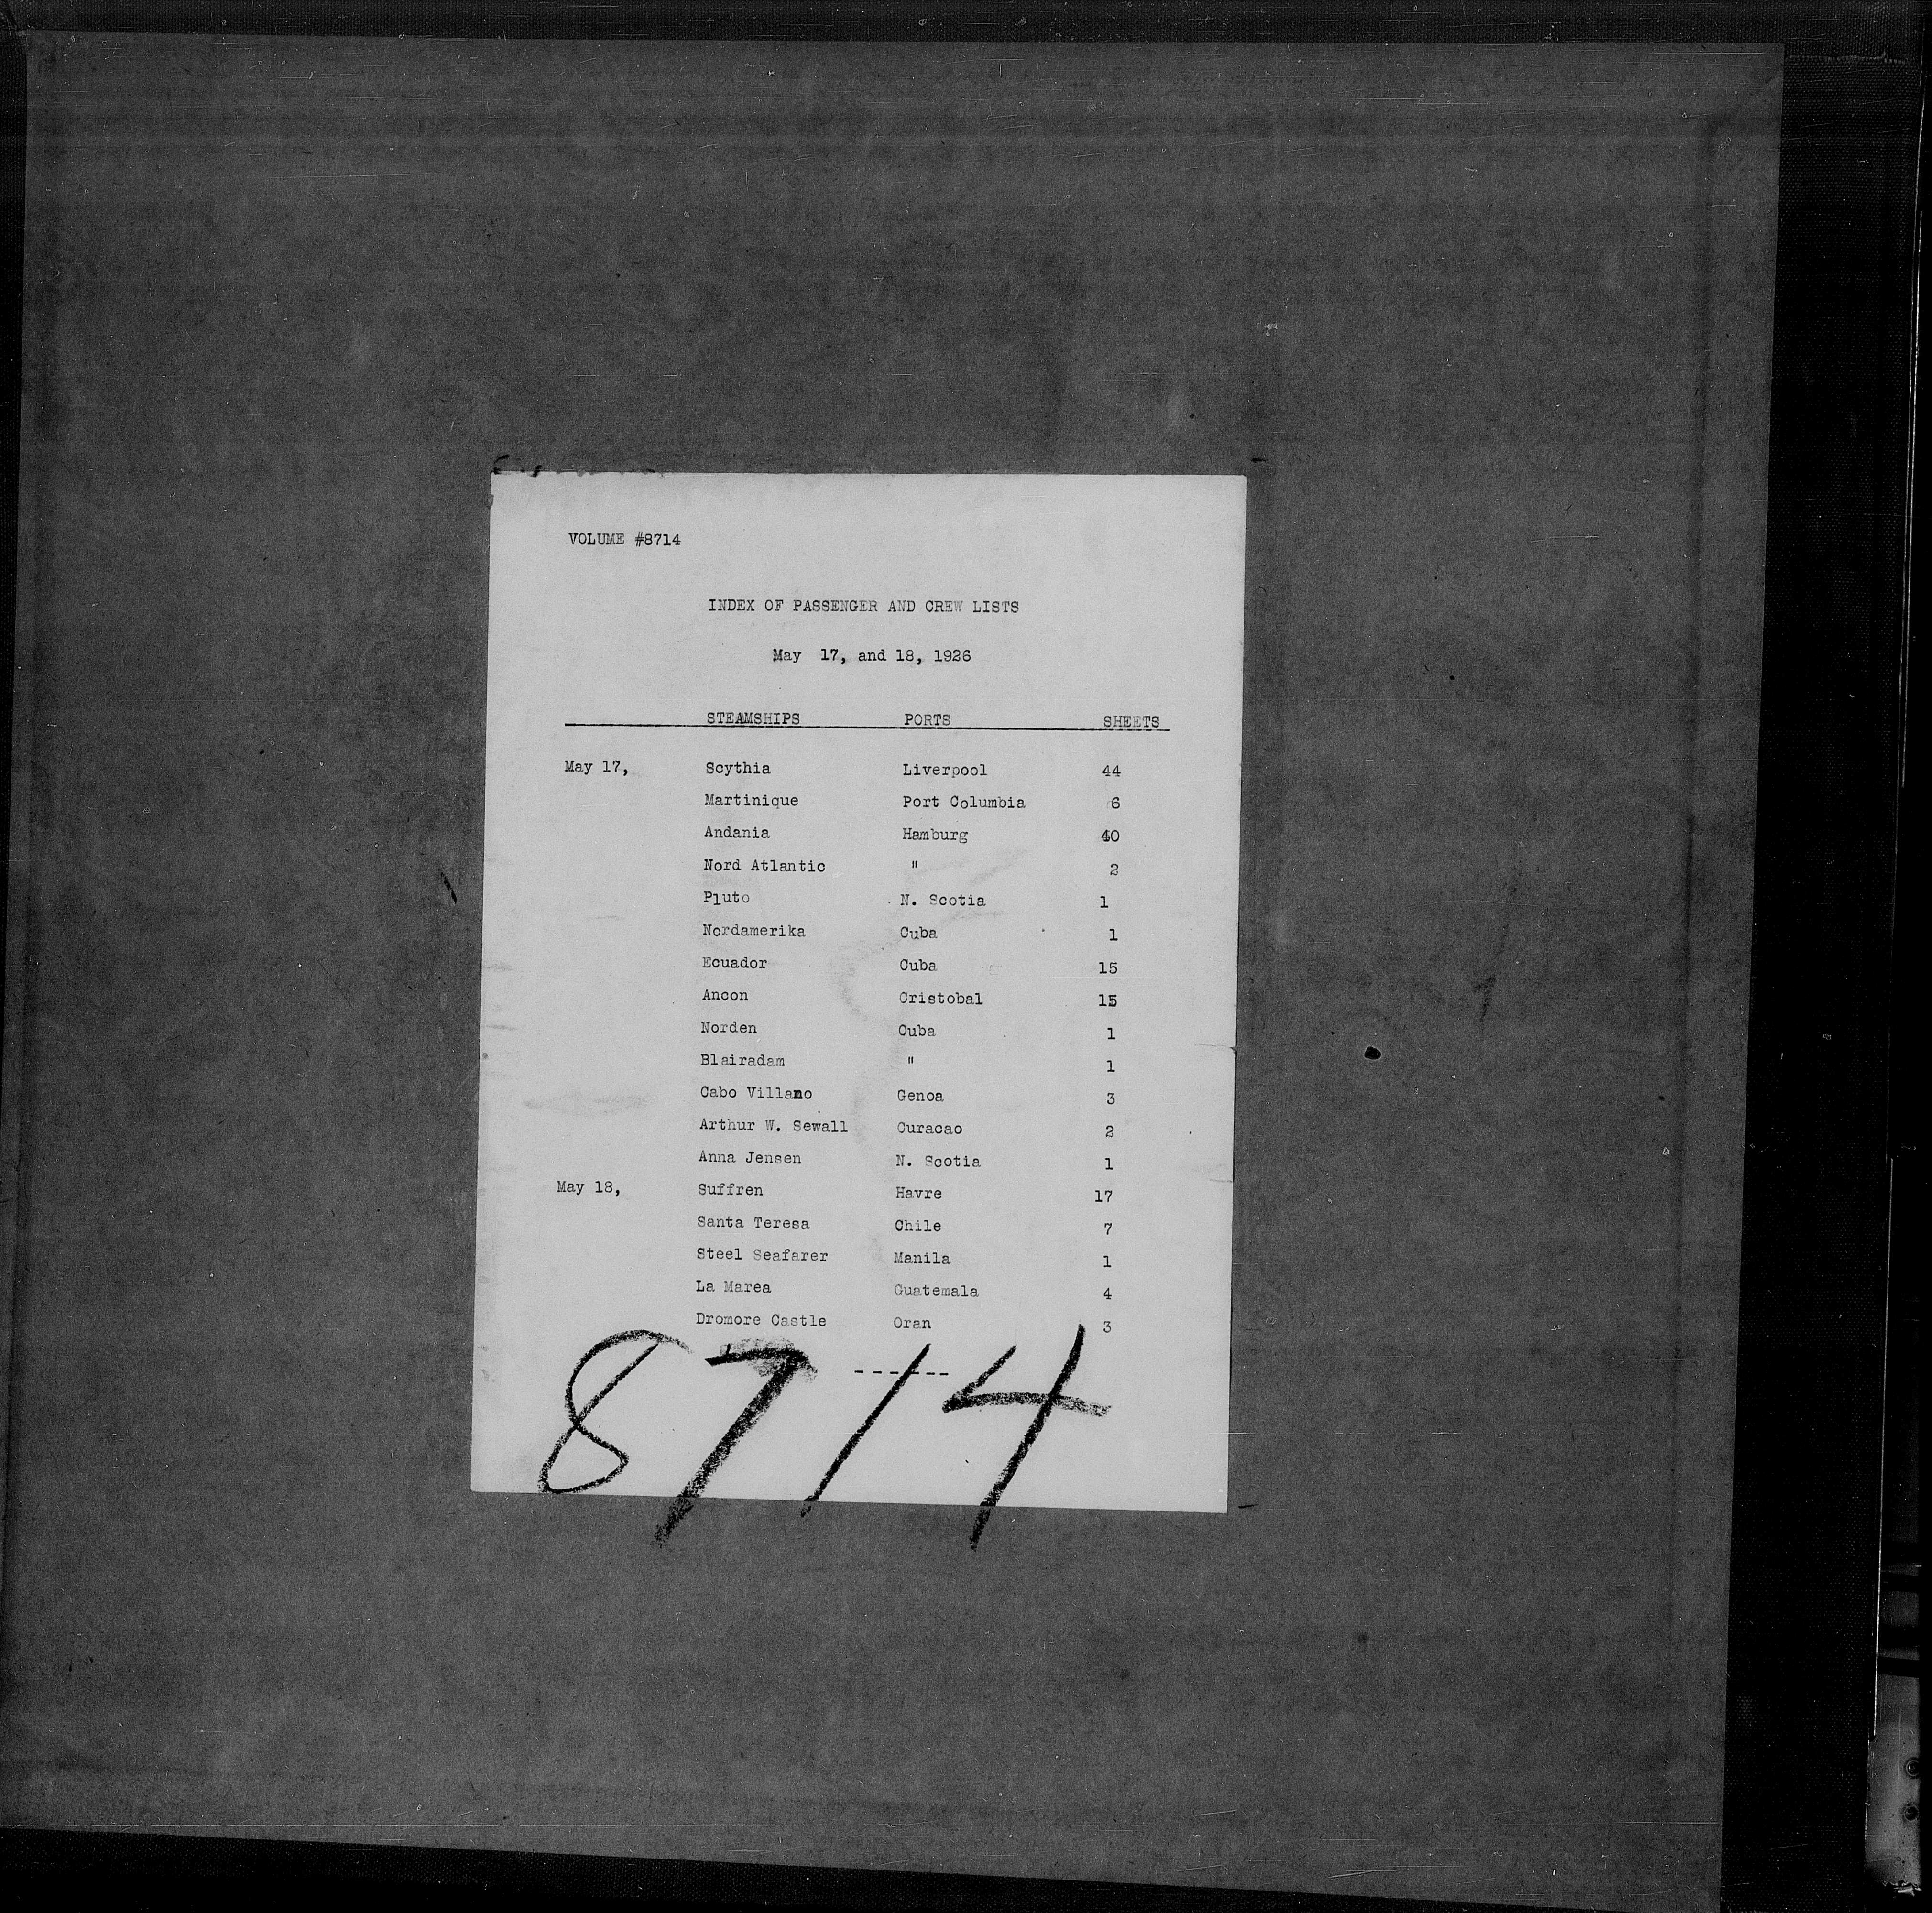 VOLUME #8714
INDEX OF PASSENGER AND CREW LISTS
May 17, and 18, 1926
STEAMSHIPS PORTS SHEETS
May 17, Scythia Liverpool 44
Martinique Port Columbia 6
Andania Hamburg 40
Nord Atlantic " 2
Pluto N. Scotia 1
Nordamerika Cuba 1
Ecuador Cuba 15
Ancon Cristobal 15
Norden Cuba 1
Blairadam " 1
Cabo Villano Genoa 3
Arthur W. Sewall Curacao 2
Anna Jensen N. Scotia 1
May 18, Suffren Havre 17
Santa Teresa Chile 7
Steel Seafarer Manila 1
La Marea Guatemala 4
Dromore Castle Oran 3
-------
8714